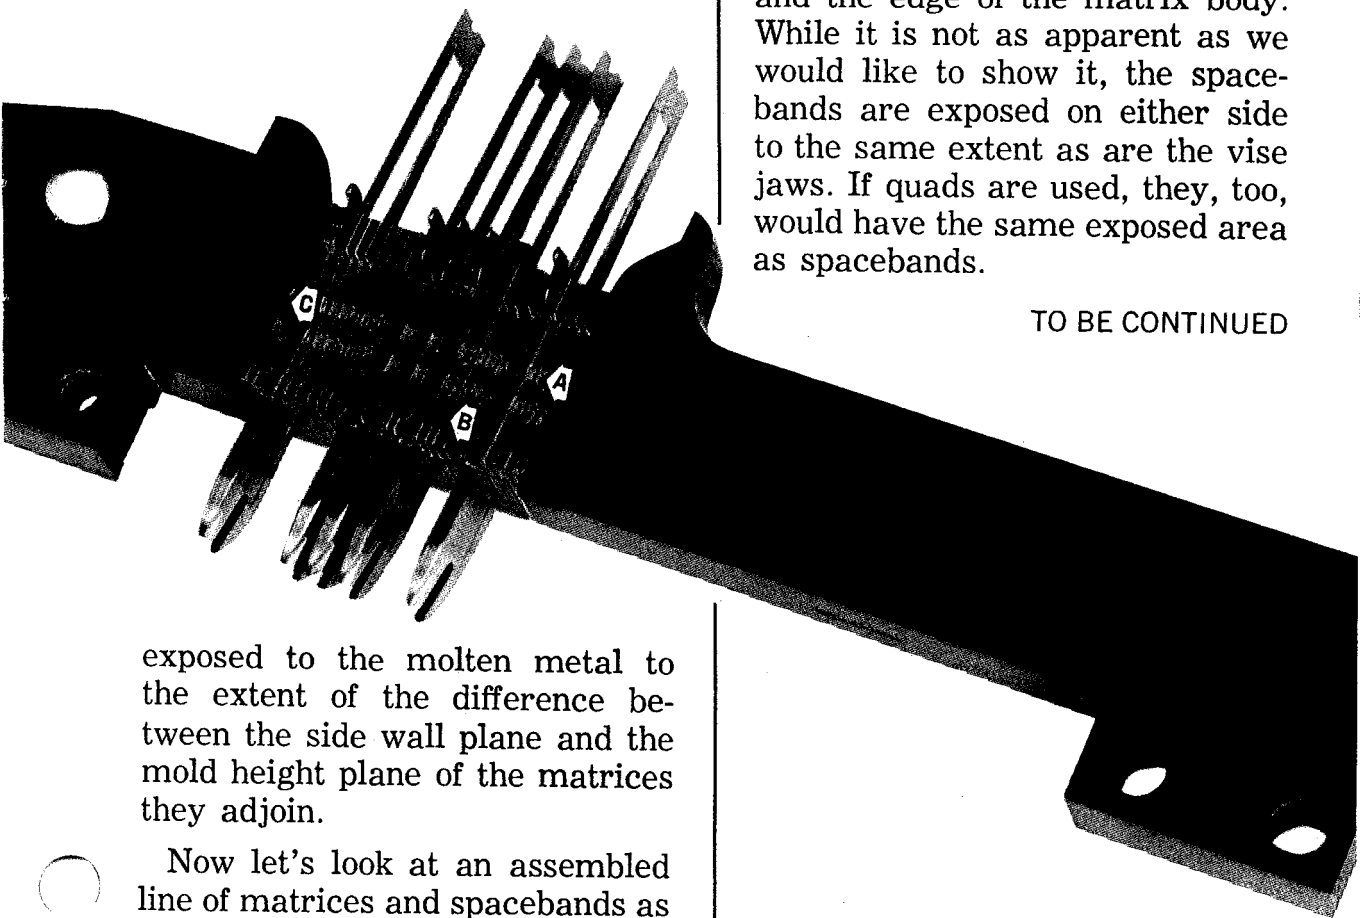 C
A
B
exposed to the molten metal to
the extent of the difference be-
tween the side wall plane and the
mold height plane of the matrices
they adjoin.
Now let's look at an assembled
line of matrices and spacebands as
and the edge of the matrix body.
While it is not as apparent as we
would like to show it, the space-
bands are exposed on either side
to the same extent as are the vise
jaws. If quads are used, they, too,
would have the same exposed area
as spacebands.
TO BE CONTINUED